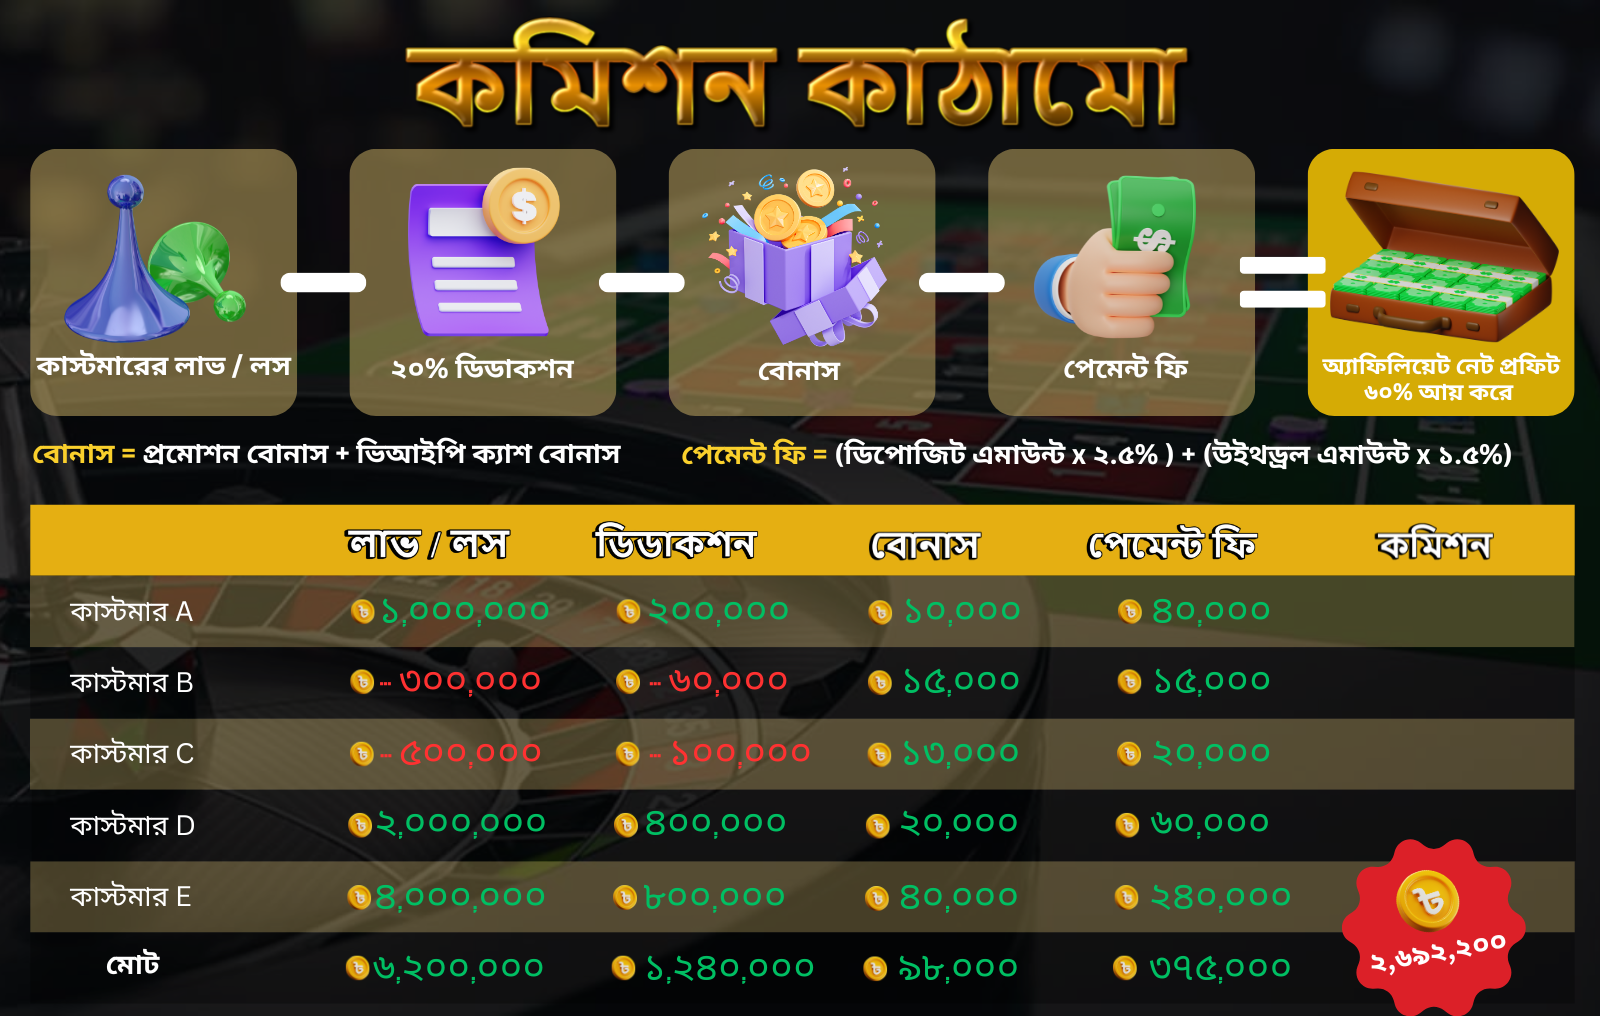 কমিশন কাঠামো
কাস্টমারের লাভ / লস
২০% ডিডাকশন
বোনাস
পেমেন্ট ফি
অ্যাফিলিয়েট নেট প্রফিট
৬০% আয় করে
বোনাস = প্রমোশন বোনাস + ভিআইপি ক্যাশ বোনাস
পেমেন্ট ফি = (ডিপোজিট এমাউন্ট x ২.৫% ) + (উইথড্রল এমাউন্ট x ১.৫%)
লাভ / লস ডিডাকশন বোনাস পেমেন্ট ফি কমিশন
কাস্টমার A ৳ ১,০০০,০০০ ৳ ২০০,০০০ ৳ ১০,০০০ ৳ ৪০,০০০
কাস্টমার B ৳ - ৩০০,০০০ ৳ - ৬০,০০০ ৳ ১৫,০০০ ৳ ১৫,০০০
কাস্টমার C ৳ - ৫০০,০০০ ৳ - ১০০,০০০ ৳ ১৩,০০০ ৳ ২০,০০০
কাস্টমার D ৳ ২,০০০,০০০ ৳ ৪০০,০০০ ৳ ২০,০০০ ৳ ৬০,০০০
কাস্টমার E ৳ ৪,০০০,০০০ ৳ ৮০০,০০০ ৳ ৪০,০০০ ৳ ২৪০,০০০
মোট ৳ ৬,২০০,০০০ ৳ ১,২৪০,০০০ ৳ ৯৮,০০০ ৳ ৩৭৫,০০০ ৳ ২,৬৯২,২০০